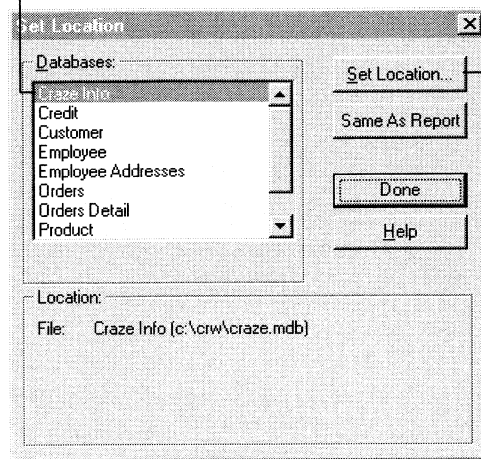 Set Location
Databases:
Craze Info
Credit
Customer
Employee
Employee Addresses
Orders
Orders Detail
Product
Set Location...
Same As Report
Done
Help
Location:
File: Craze Info (c:\crw\craze.mdb)